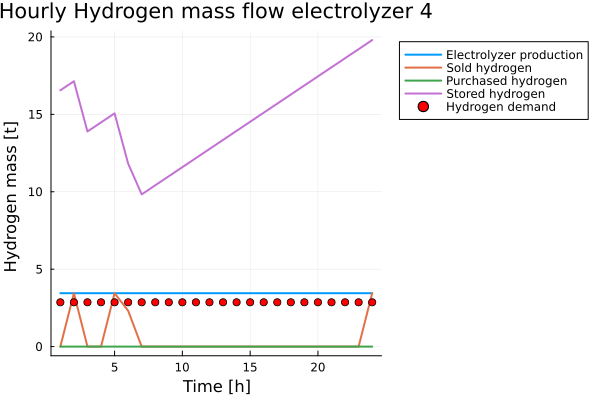 Hourly Hydrogen mass flow electrolyzer 4
Hydrogen mass [t]
20
15
10
5
0
5
10
15
20
Time [h]
Electrolyzer production
Sold hydrogen
Purchased hydrogen
Stored hydrogen
Hydrogen demand